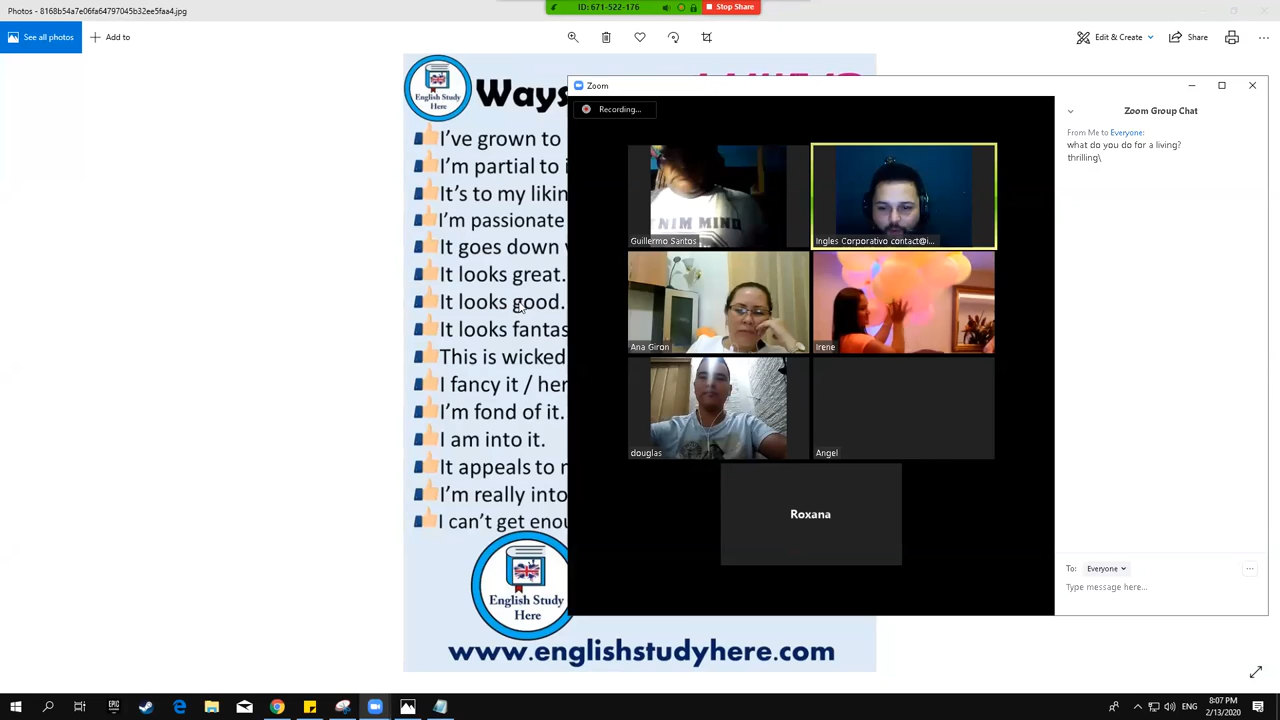 Photos - 8168b54a7e06fa64797045b32ee5faa4.jpg
ID: 671-522-176
Stop Share
See all photos
Add to
Edit & Create
Share
English Study
Here
Ways
I've grown to
I'm partial to i
It's to my likin
I'm passionate
It goes down
It looks great.
It looks good.
It looks fantas
This is wicked
I fancy it / her
I'm fond of it.
I am into it.
It appeals to
I'm really into
I can't get enou
English Study
Here
www.englishstudyhere.com
Zoom
Recording...
NIM MIND
Guillermo Santos
Ingles Corporativo contact@i...
Ana Giron
Irene
douglas
Angel
Roxana
Zoom Group Chat
From Me to Everyone:
what do you do for a living?
thrilling\
To: Everyone
Type message here...
EPIC
ENG
8:07 PM
2/13/2020